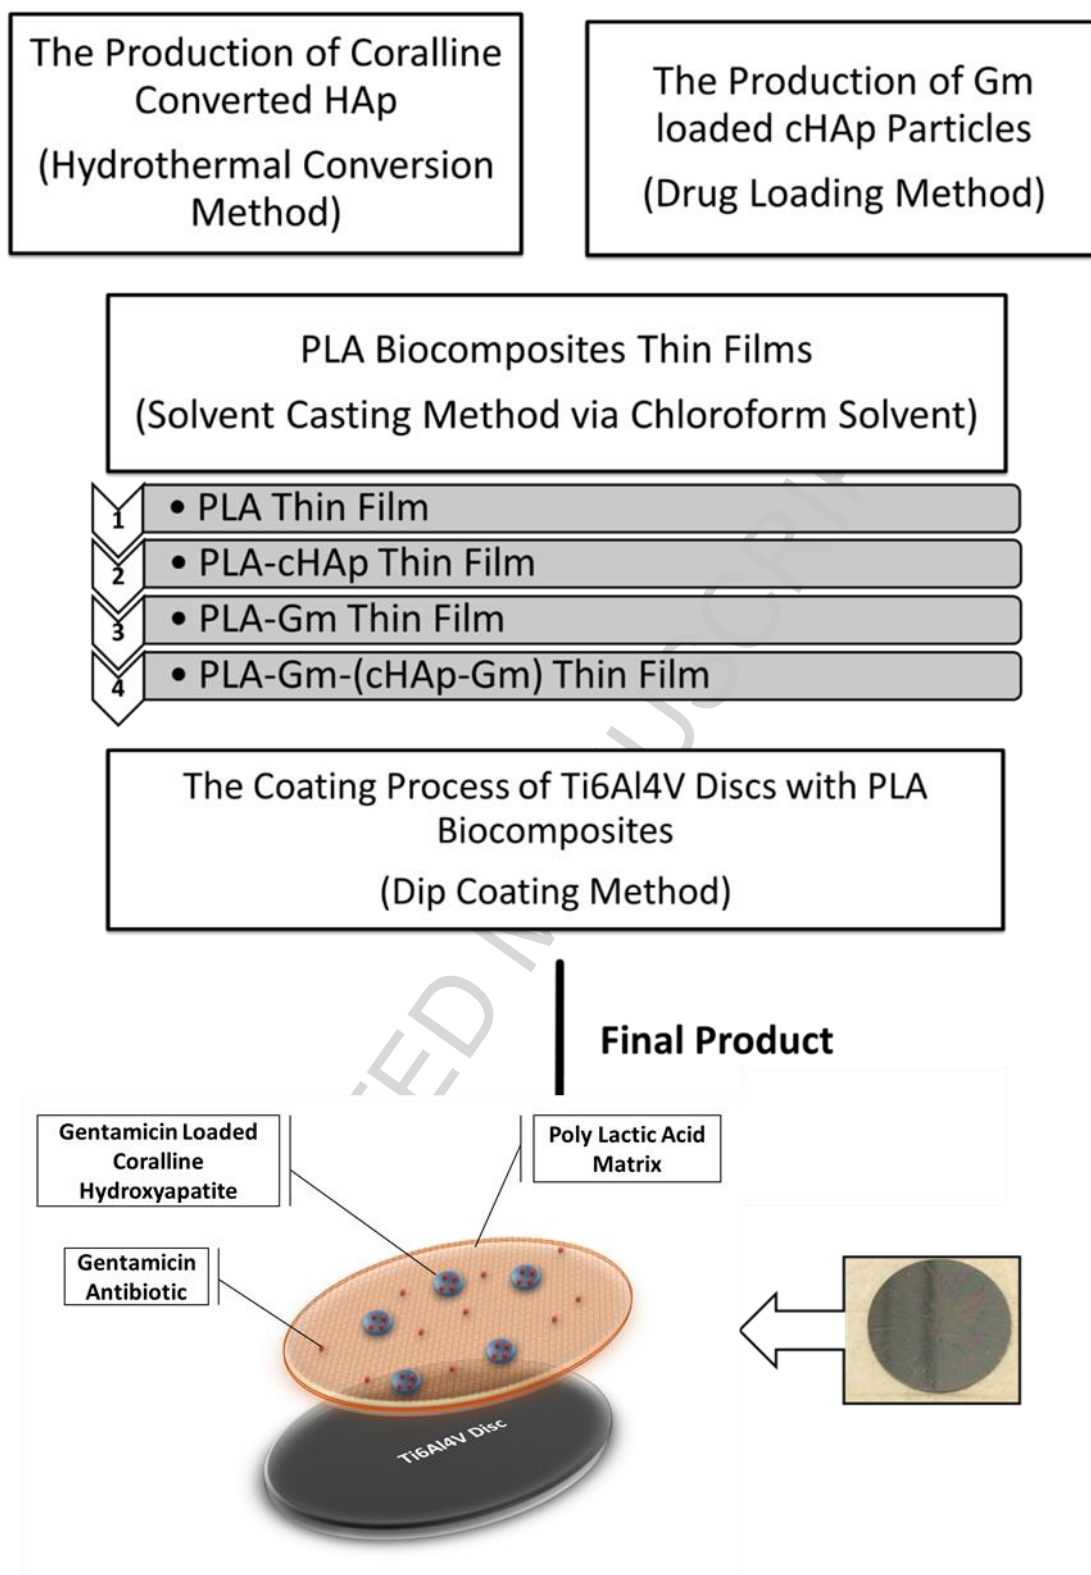 The Production of Coralline
Converted HAp
(Hydrothermal Conversion
Method)
The Production of Gm
loaded cHAp Particles
(Drug Loading Method)
PLA Biocomposites Thin Films
(Solvent Casting Method via Chloroform Solvent)
1 • PLA Thin Film
2 • PLA-cHAp Thin Film
3 • PLA-Gm Thin Film
4 • PLA-Gm-(cHAp-Gm) Thin Film
The Coating Process of Ti6Al4V Discs with PLA
Biocomposites
(Dip Coating Method)
Final Product
Gentamicin Loaded
Coralline
Hydroxyapatite
Poly Lactic Acid
Matrix
Gentamicin
Antibiotic
Ti6Al4V Disc